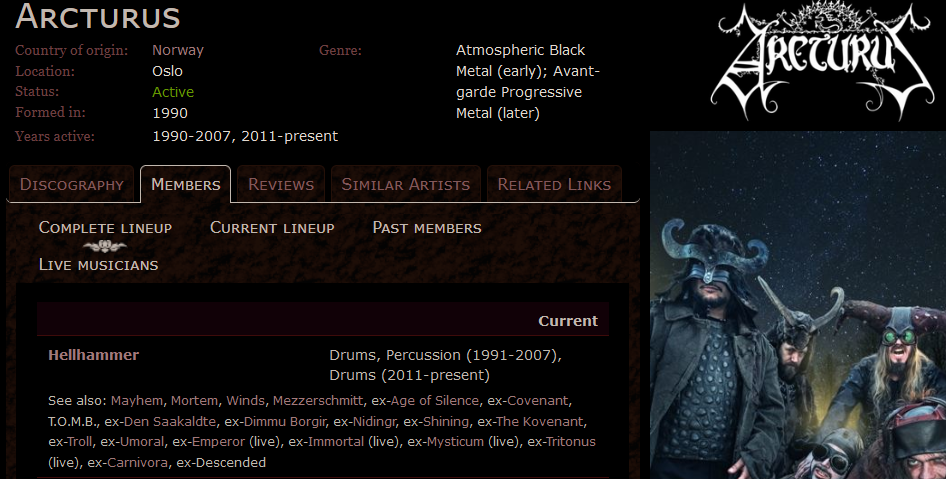 Arcturus
Country of origin: Norway
Location: Oslo
Status: Active
Formed in: 1990
Genre: Atmospheric Black
Metal (early); Avant-
garde Progressive
Metal (later)
Years active: 1990-2007, 2011-present
Arcturus
Discography Members Reviews Similar Artists Related Links
Complete lineup Current lineup Past members
Live musicians
Current
Hellhammer Drums, Percussion (1991-2007),
Drums (2011-present)
See also: Mayhem, Mortem, Winds, Mezzerschmitt, ex-Age of Silence, ex-Covenant,
T.O.M.B., ex-Den Saakaldte, ex-Dimmu Borgir, ex-Nidingr, ex-Shining, ex-The Kovenant,
ex-Troll, ex-Umoral, ex-Emperor (live), ex-Immortal (live), ex-Mysticum (live), ex-Tritonus
(live), ex-Carnivora, ex-Descended